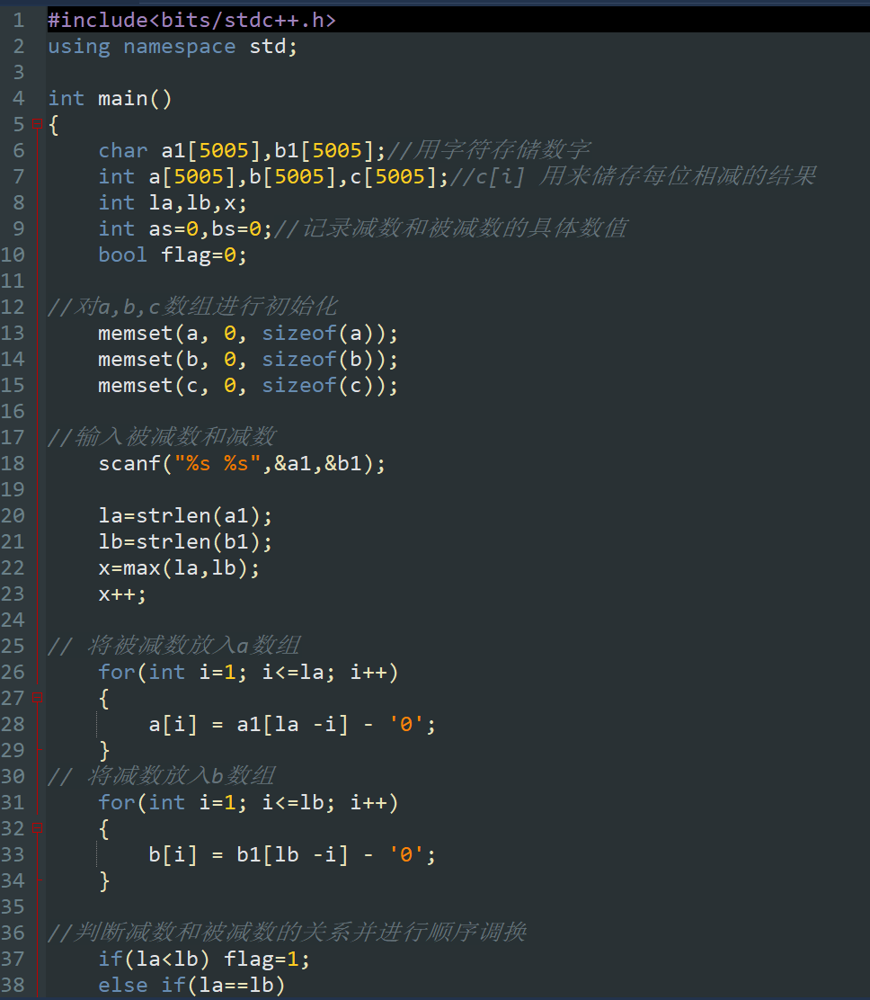 1 #include<bits/stdc++.h>
2 using namespace std;
3
4 int main()
5 {
6 char a1[5005],b1[5005];//用字符存储数字
7 int a[5005],b[5005],c[5005];//c[i] 用来储存每位相减的结果
8 int la,lb,x;
9 int as=0,bs=0;//记录减数和被减数的具体数值
10 bool flag=0;
11
12 //对a,b,c数组进行初始化
13 memset(a, 0, sizeof(a));
14 memset(b, 0, sizeof(b));
15 memset(c, 0, sizeof(c));
16
17 //输入被减数和减数
18 scanf("%s %s",&a1,&b1);
19
20 la=strlen(a1);
21 lb=strlen(b1);
22 x=max(la,lb);
23 x++;
24
25 // 将被减数放入a数组
26 for(int i=1; i<=la; i++)
27 {
28 a[i] = a1[la -i] - '0';
29 }
30 // 将减数放入b数组
31 for(int i=1; i<=lb; i++)
32 {
33 b[i] = b1[lb -i] - '0';
34 }
35
36 //判断减数和被减数的关系并进行顺序调换
37 if(la<lb) flag=1;
38 else if(la==lb)